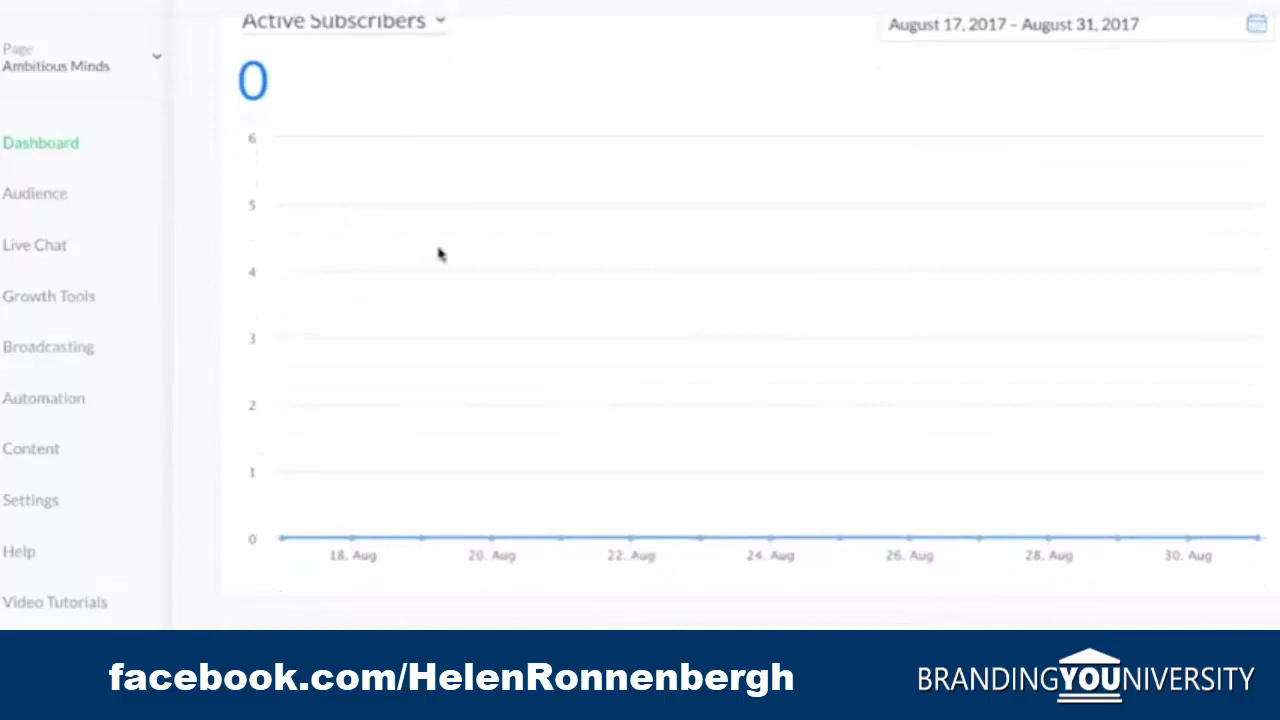 Active Subscribers
August 17, 2017 – August 31, 2017
Page
Ambitious Minds
0
Dashboard
Audience
Live Chat
Growth Tools
Broadcasting
Automation
Content
Settings
Help
Video Tutorials
6
5
4
3
2
1
0
18. Aug 20. Aug 22. Aug 24. Aug 26. Aug 28. Aug 30. Aug
facebook.com/HelenRonnenbergh
BRANDINGYOUNIVERSITY